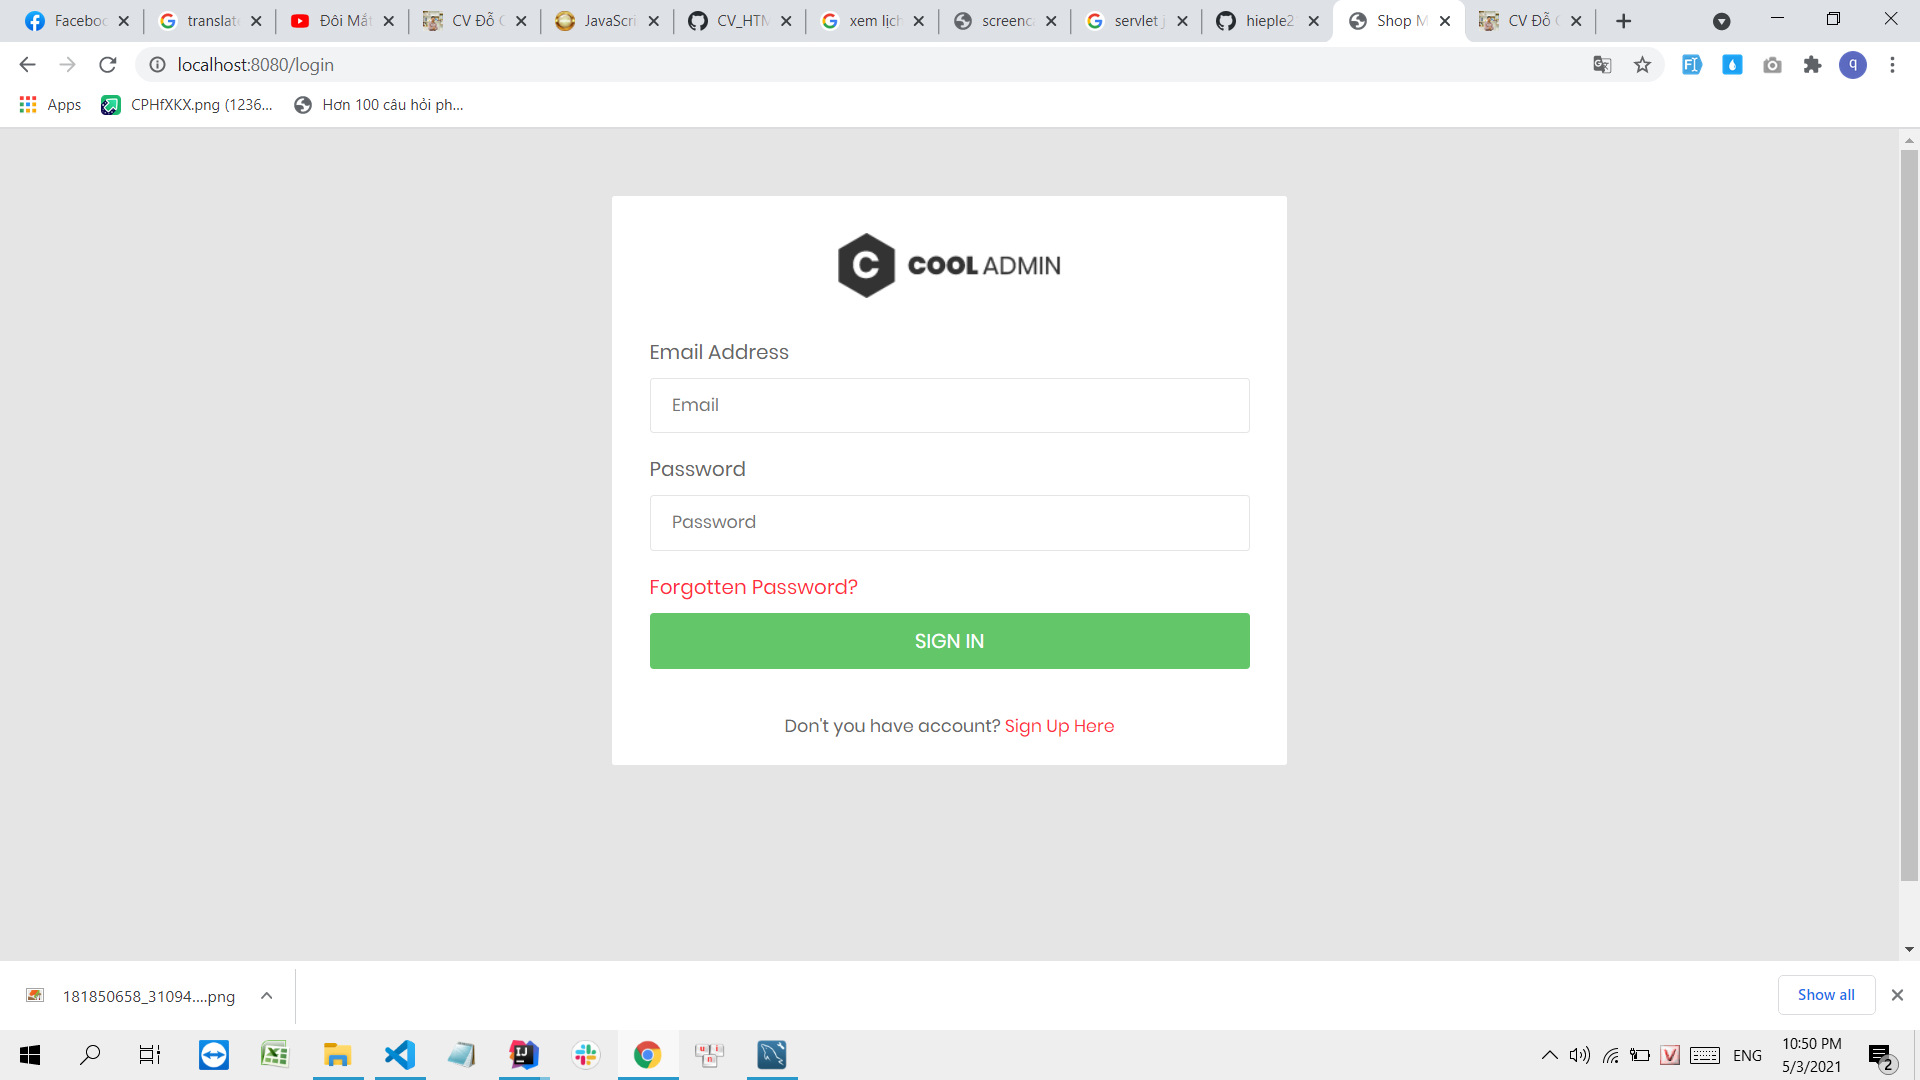 Faceboo
translat
Đôi Mắt
CV Đỗ
JavaScri
CV_HTM
xem lịch
screenc
servlet j
hieple2
Shop M
CV Đỗ
localhost:8080/login
q
Apps
CPHfXKX.png (1236...
Hơn 100 câu hỏi ph...
C COOL ADMIN
Email Address
Email
Password
Password
Forgotten Password?
SIGN IN
Don't you have account? Sign Up Here
181850658_31094....png
Show all
ENG
10:50 PM
5/3/2021
2